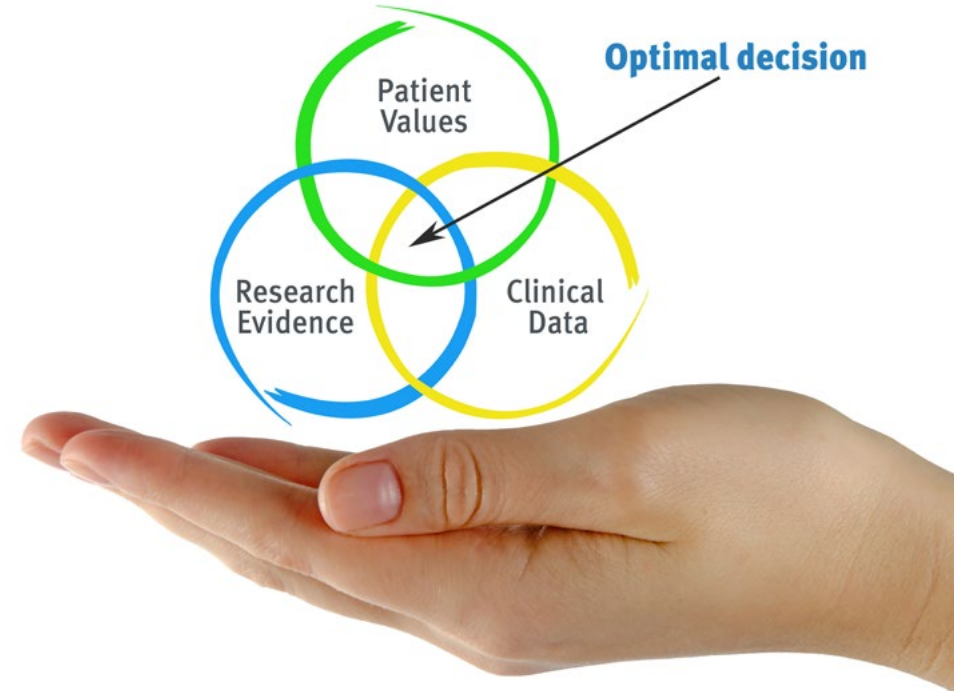 Optimal decision
Patient
Values
Research
Evidence
Clinical
Data